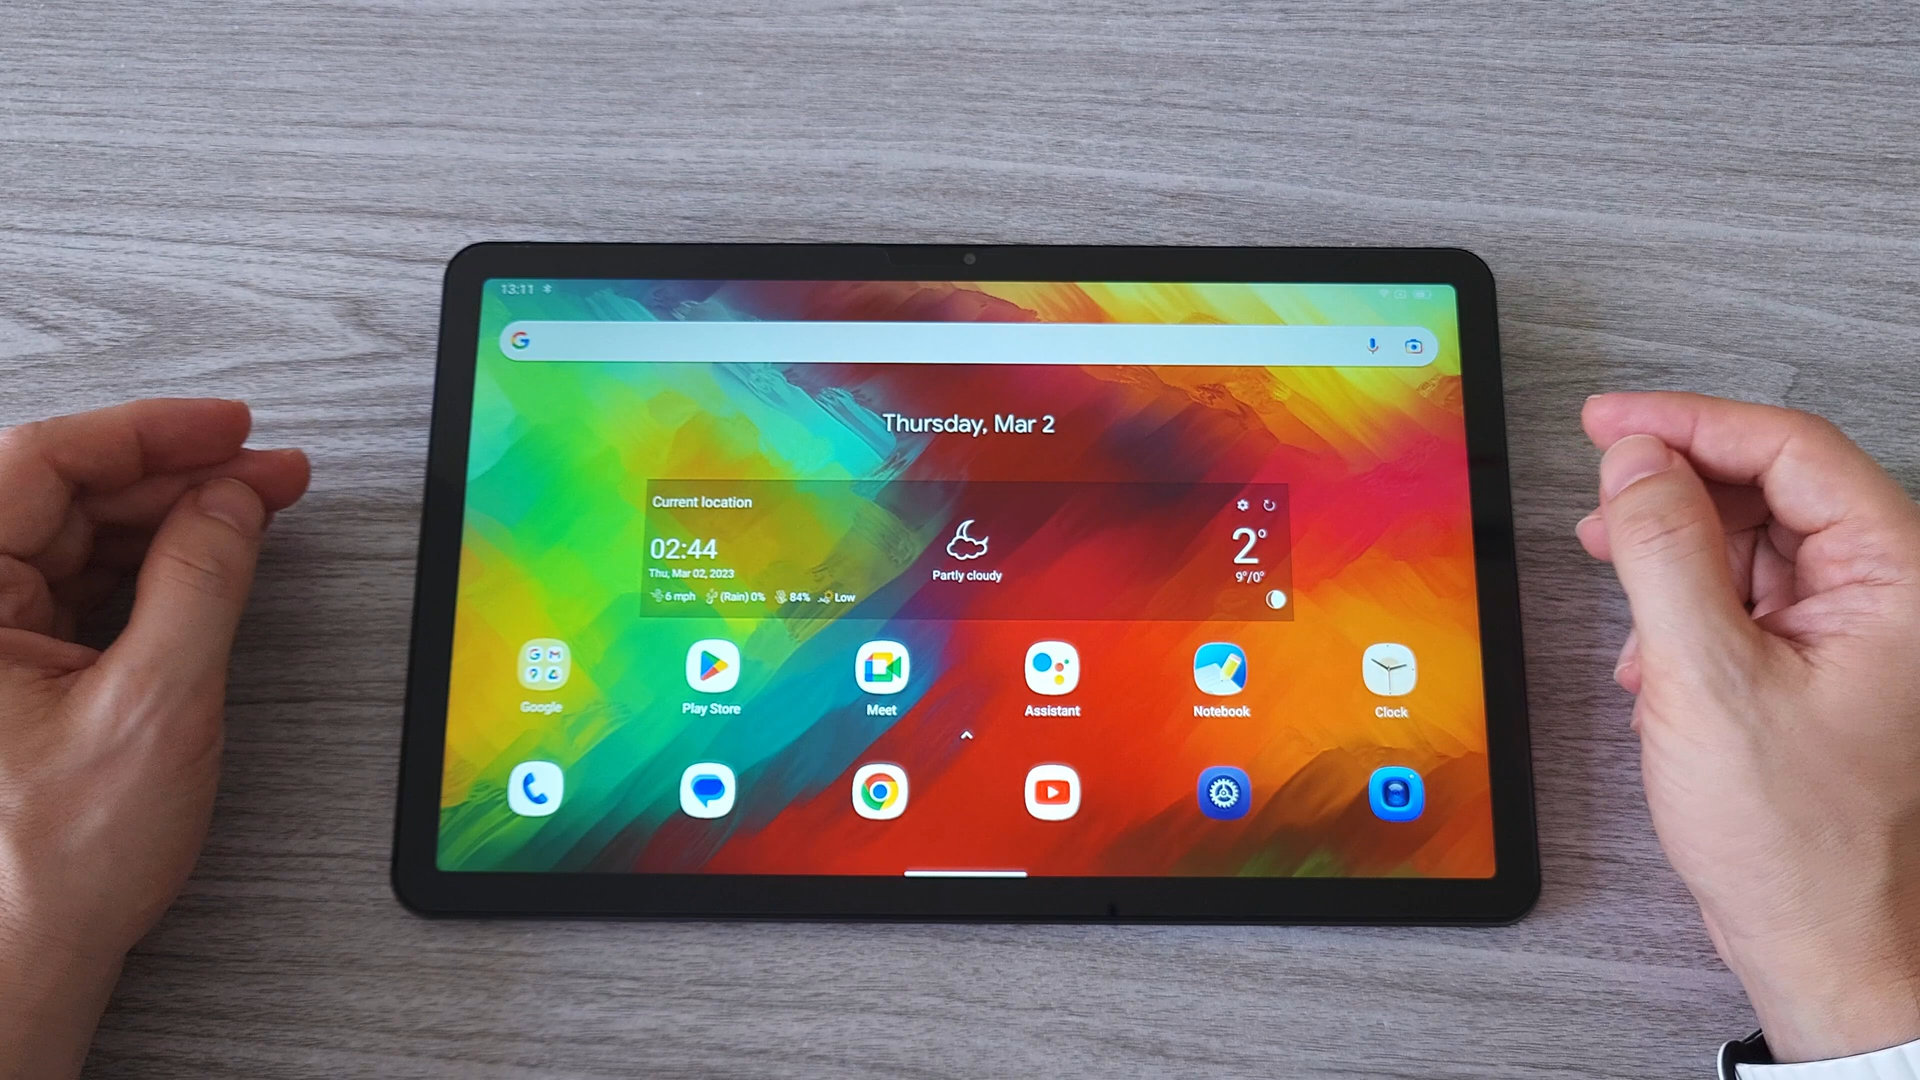 13:11
G
Thursday, Mar 2
Current location
02:44
Thu, Mar 02, 2023
6 mph (Rain) 0% 84% Low
Partly cloudy
2°
9°/0°
Google
Play Store
Meet
Assistant
Notebook
Clock